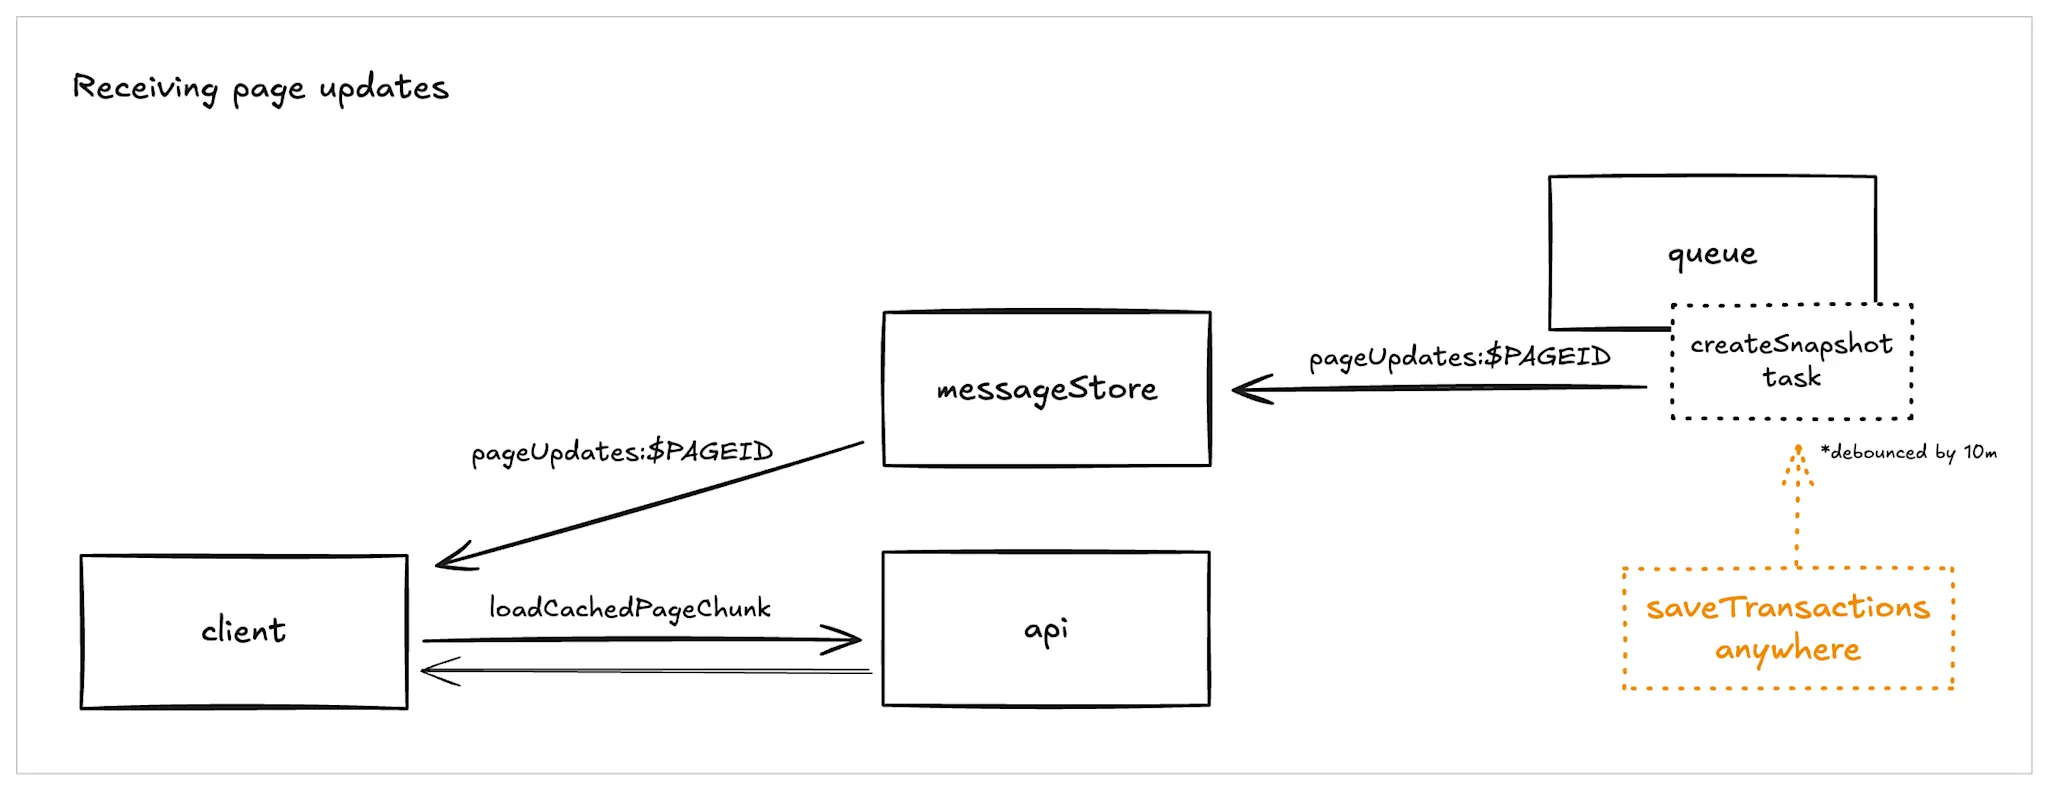 Receiving page updates
queue
createSnapshot
task
pageUpdates:$PAGEID
messageStore
pageUpdates:$PAGEID
*debounced by 10m
client
loadCachedPageChunk
api
saveTransactions
anywhere